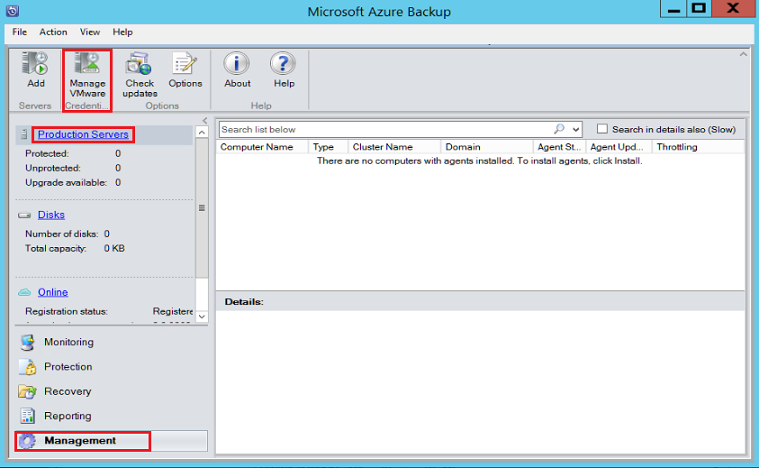 Microsoft Azure Backup
File Action View Help
Add Manage VMware Check updates Options About Help
Servers Credenti... Options Help
Production Servers
Protected: 0
Unprotected: 0
Upgrade available: 0
Disks
Number of disks: 0
Total capacity: 0 KB
Online
Registration status: Registere
Monitoring
Protection
Recovery
Reporting
Management
Search list below Search in details also (Slow)
Computer Name Type Cluster Name Domain Agent St... Agent Upd... Throttling
There are no computers with agents installed. To install agents, click Install.
Details: